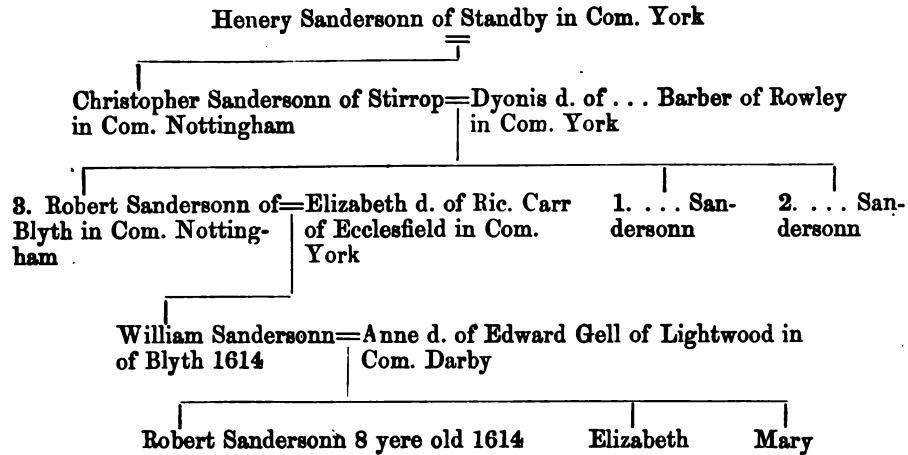 Henery Sandersonn of Standby in Com. York
Christopher Sandersonn of Stirrop=Dyonis d. of . . . Barber of Rowley
in Com. Nottingham
in Com. York
3. Robert Sandersonn of=Elizabeth d. of Ric. Carr
Blyth in Com. Notting-
ham
of Ecclesfield in Com.
York
1. . . . San-
dersonn
2. . . . San-
dersonn
William Sandersonn=Anne d. of Edward Gell of Lightwood in
of Blyth 1614
Com. Darby
Robert Sandersonn 8 yere old 1614
Elizabeth
Mary